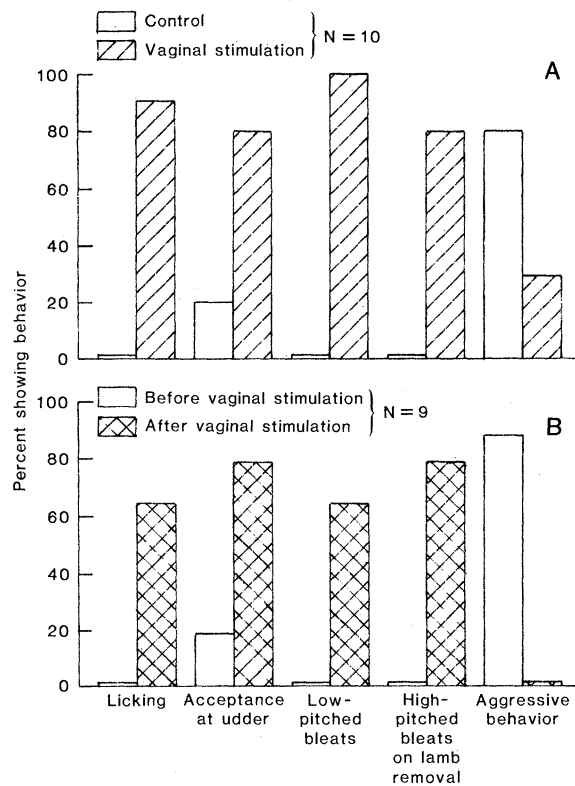 Control
Vaginal stimulation
N = 10
A
100
80
60
40
20
0
Percent showing behavior
Before vaginal stimulation
After vaginal stimulation
N = 9
B
100
80
60
40
20
0
Licking
Acceptance
at udder
Low-
pitched
bleats
High-
pitched
bleats
on lamb
removal
Aggressive
behavior